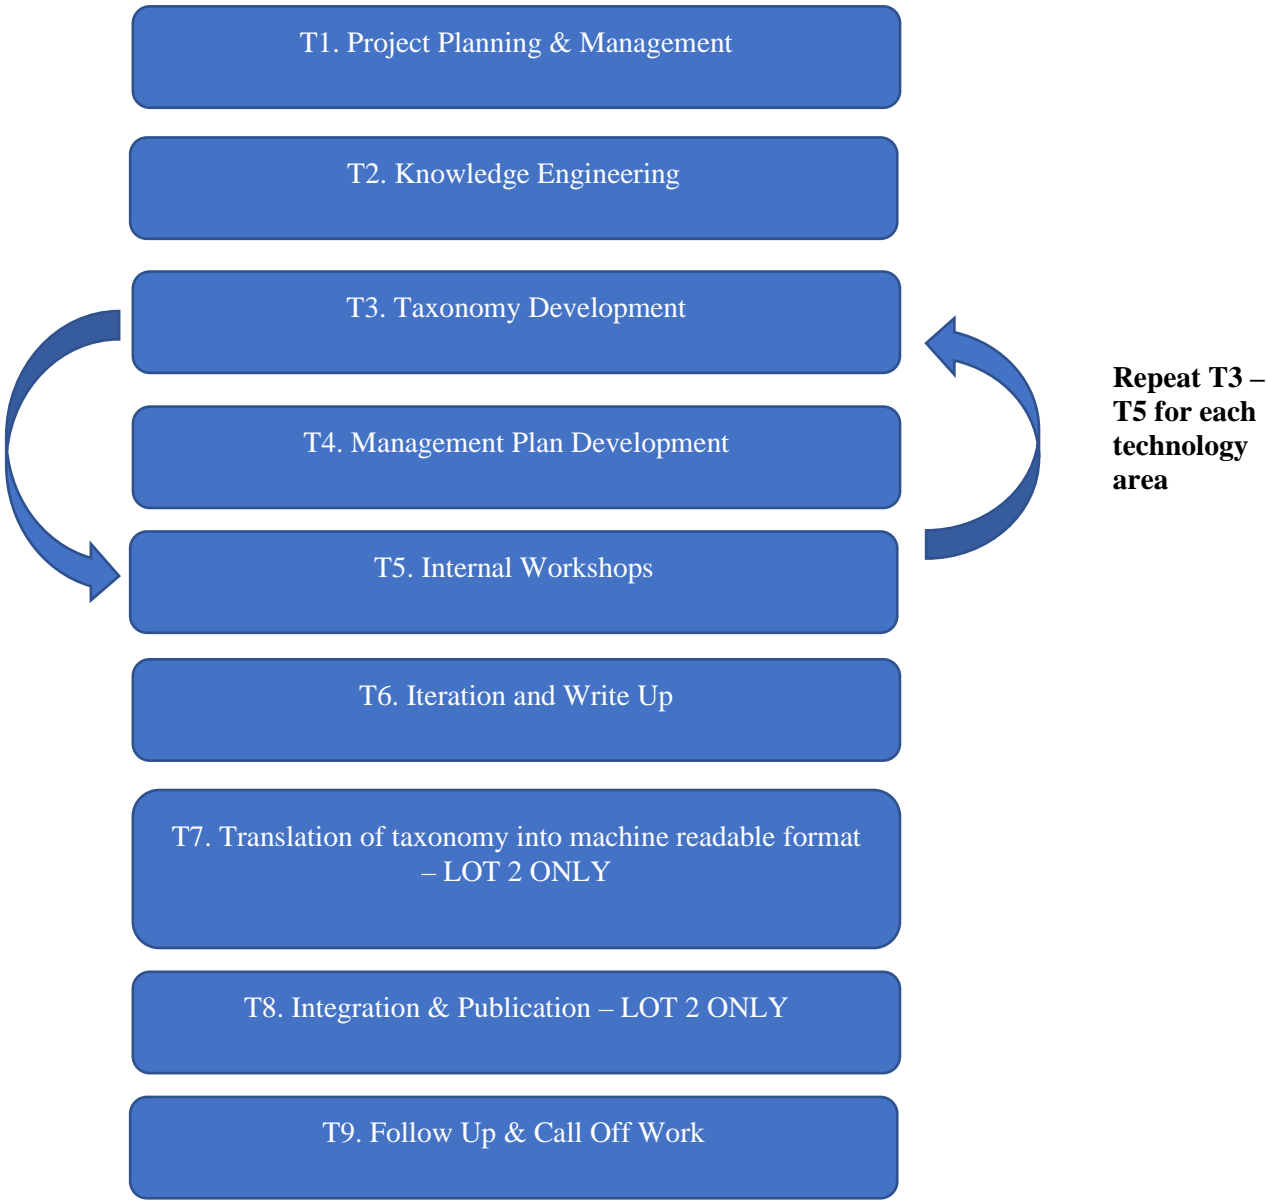 T1. Project Planning & Management
T2. Knowledge Engineering
T3. Taxonomy Development
Repeat T3 –
T5 for each
technology
area
T4. Management Plan Development
T5. Internal Workshops
T6. Iteration and Write Up
T7. Translation of taxonomy into machine readable format
– LOT 2 ONLY
T8. Integration & Publication – LOT 2 ONLY
T9. Follow Up & Call Off Work